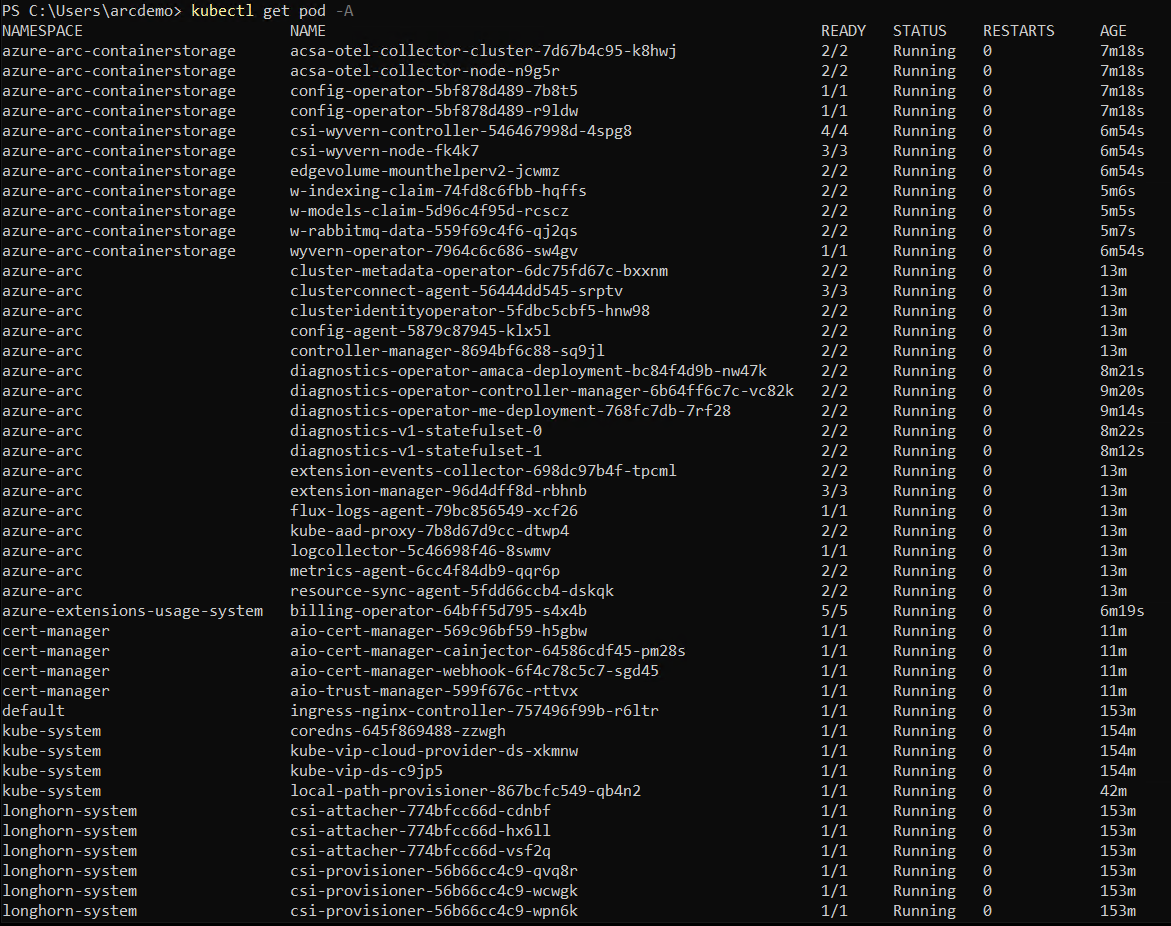 PS C:\Users\arcdemo> kubectl get pod -A
NAMESPACE NAME READY STATUS RESTARTS AGE
azure-arc-containerstorage acsa-otel-collector-cluster-7d67b4c95-k8hwj 2/2 Running 0 7m18s
azure-arc-containerstorage acsa-otel-collector-node-n9g5r 2/2 Running 0 7m18s
azure-arc-containerstorage config-operator-5bf878d489-7b8t5 1/1 Running 0 7m18s
azure-arc-containerstorage config-operator-5bf878d489-r9ldw 1/1 Running 0 7m18s
azure-arc-containerstorage csi-wyvern-controller-546467998d-4spg8 4/4 Running 0 6m54s
azure-arc-containerstorage csi-wyvern-node-fk4k7 3/3 Running 0 6m54s
azure-arc-containerstorage edgevolume-mounthelperv2-jcwmz 2/2 Running 0 6m54s
azure-arc-containerstorage w-indexing-claim-74fd8c6fbb-hqffs 2/2 Running 0 5m6s
azure-arc-containerstorage w-models-claim-5d96c4f95d-rcscz 2/2 Running 0 5m5s
azure-arc-containerstorage w-rabbitmq-data-559f69c4f6-qj2qs 2/2 Running 0 5m7s
azure-arc-containerstorage wyvern-operator-7964c6c686-sw4gv 1/1 Running 0 6m54s
azure-arc cluster-metadata-operator-6dc75fd67c-bxxnm 2/2 Running 0 13m
azure-arc clusterconnect-agent-56444dd545-srptv 3/3 Running 0 13m
azure-arc clusteridentityoperator-5fdbc5cbf5-hnw98 2/2 Running 0 13m
azure-arc config-agent-5879c87945-klx5l 2/2 Running 0 13m
azure-arc controller-manager-8694bf6c88-sq9jl 2/2 Running 0 13m
azure-arc diagnostics-operator-amaca-deployment-bc84f4d9b-nw47k 2/2 Running 0 8m21s
azure-arc diagnostics-operator-controller-manager-6b64ff6c7c-vc82k 2/2 Running 0 9m20s
azure-arc diagnostics-operator-me-deployment-768fc7db-7rf28 2/2 Running 0 9m14s
azure-arc diagnostics-v1-statefulset-0 2/2 Running 0 8m22s
azure-arc diagnostics-v1-statefulset-1 2/2 Running 0 8m12s
azure-arc extension-events-collector-698dc97b4f-tpcml 2/2 Running 0 13m
azure-arc extension-manager-96d4dff8d-rbhnb 3/3 Running 0 13m
azure-arc flux-logs-agent-79bc856549-xcf26 1/1 Running 0 13m
azure-arc kube-aad-proxy-7b8d67d9cc-dtwp4 2/2 Running 0 13m
azure-arc logcollector-5c46698f46-8swmv 1/1 Running 0 13m
azure-arc metrics-agent-6cc4f84db9-qqr6p 2/2 Running 0 13m
azure-arc resource-sync-agent-5fdd66ccb4-dskqk 2/2 Running 0 13m
azure-extensions-usage-system billing-operator-64bff5d795-s4x4b 5/5 Running 0 6m19s
cert-manager aio-cert-manager-569c96bf59-h5gbw 1/1 Running 0 11m
cert-manager aio-cert-manager-cainjector-64586cdf45-pm28s 1/1 Running 0 11m
cert-manager aio-cert-manager-webhook-6f4c78c5c7-sgd45 1/1 Running 0 11m
cert-manager aio-trust-manager-599f676c-rttvx 1/1 Running 0 11m
default ingress-nginx-controller-757496f99b-r6ltr 1/1 Running 0 153m
kube-system coredns-645f869488-zzwgh 1/1 Running 0 154m
kube-system kube-vip-cloud-provider-ds-xkmnw 1/1 Running 0 154m
kube-system kube-vip-ds-c9jp5 1/1 Running 0 154m
kube-system local-path-provisioner-867bcfc549-qb4n2 1/1 Running 0 42m
longhorn-system csi-attacher-774bfcc66d-cdnbf 1/1 Running 0 153m
longhorn-system csi-attacher-774bfcc66d-hx6ll 1/1 Running 0 153m
longhorn-system csi-attacher-774bfcc66d-vsf2q 1/1 Running 0 153m
longhorn-system csi-provisioner-56b66cc4c9-qvq8r 1/1 Running 0 153m
longhorn-system csi-provisioner-56b66cc4c9-wcwgk 1/1 Running 0 153m
longhorn-system csi-provisioner-56b66cc4c9-wpn6k 1/1 Running 0 153m